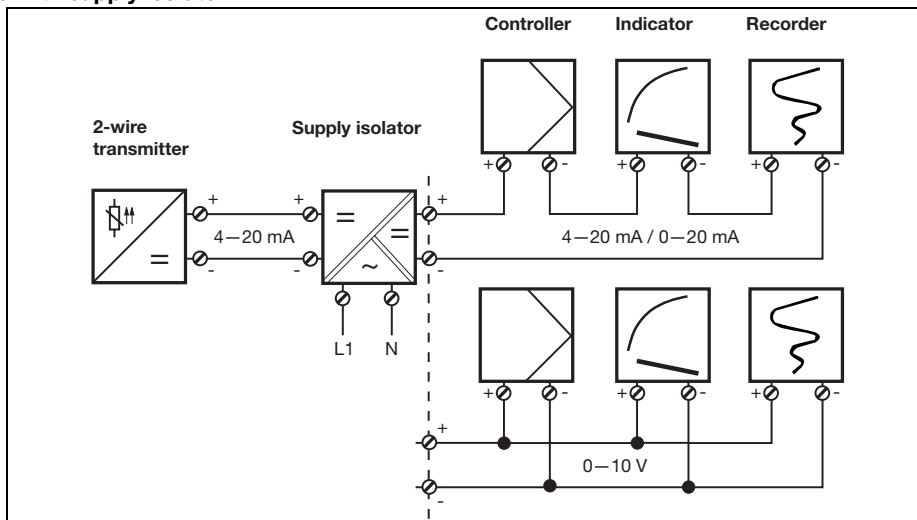 Controller Indicator Recorder
2-wire
transmitter
Supply isolator
+ - + - + -
+ + +
4—20 mA 4—20 mA / 0—20 mA
- - -
L1 N
+ - + - + -
+
0—10 V
-